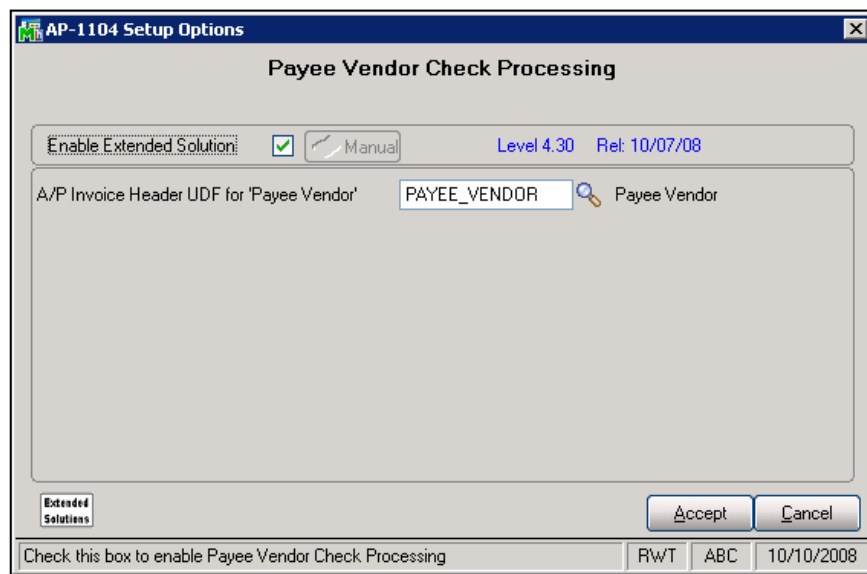 AP-1104 Setup Options
Payee Vendor Check Processing
Enable Extended Solution Manual Level 4.30 Rel: 10/07/08
A/P Invoice Header UDF for 'Payee Vendor' PAYEE_VENDOR Payee Vendor
Extended
Solutions
Accept Cancel
Check this box to enable Payee Vendor Check Processing RWT ABC 10/10/2008